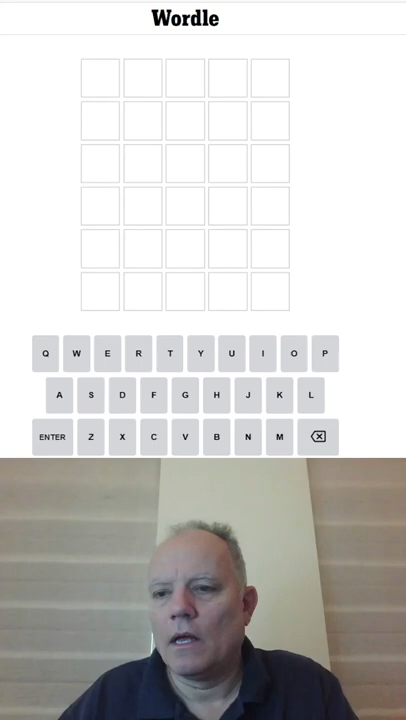 Wordle
Q W E R T Y U I O P
A S D F G H J K L
ENTER Z X C V B N M